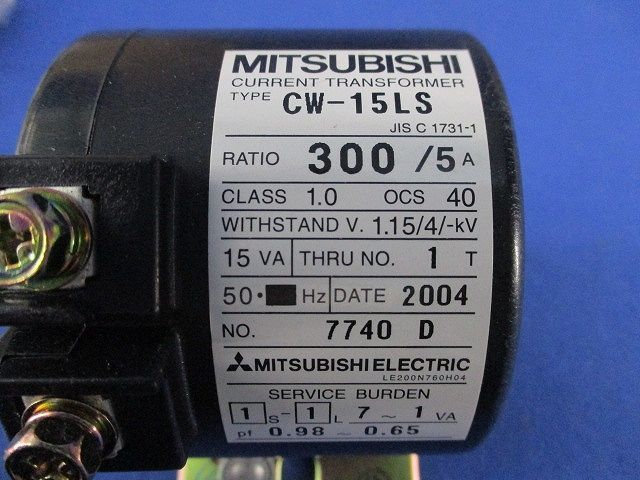 MITSUBISHI
CURRENT TRANSFORMER
TYPE CW-15LS
JIS C 1731-1
RATIO 300 /5 A
CLASS 1.0 OCS 40
WITHSTAND V. 1.15/4/-kV
15 VA THRU NO. 1 T
50・■ Hz DATE 2004
NO. 7740 D
MITSUBISHI ELECTRIC
LE200N760H04
SERVICE BURDEN
1 S - 1 L 7 ~ 1 VA
pf 0.98 ~ 0.65